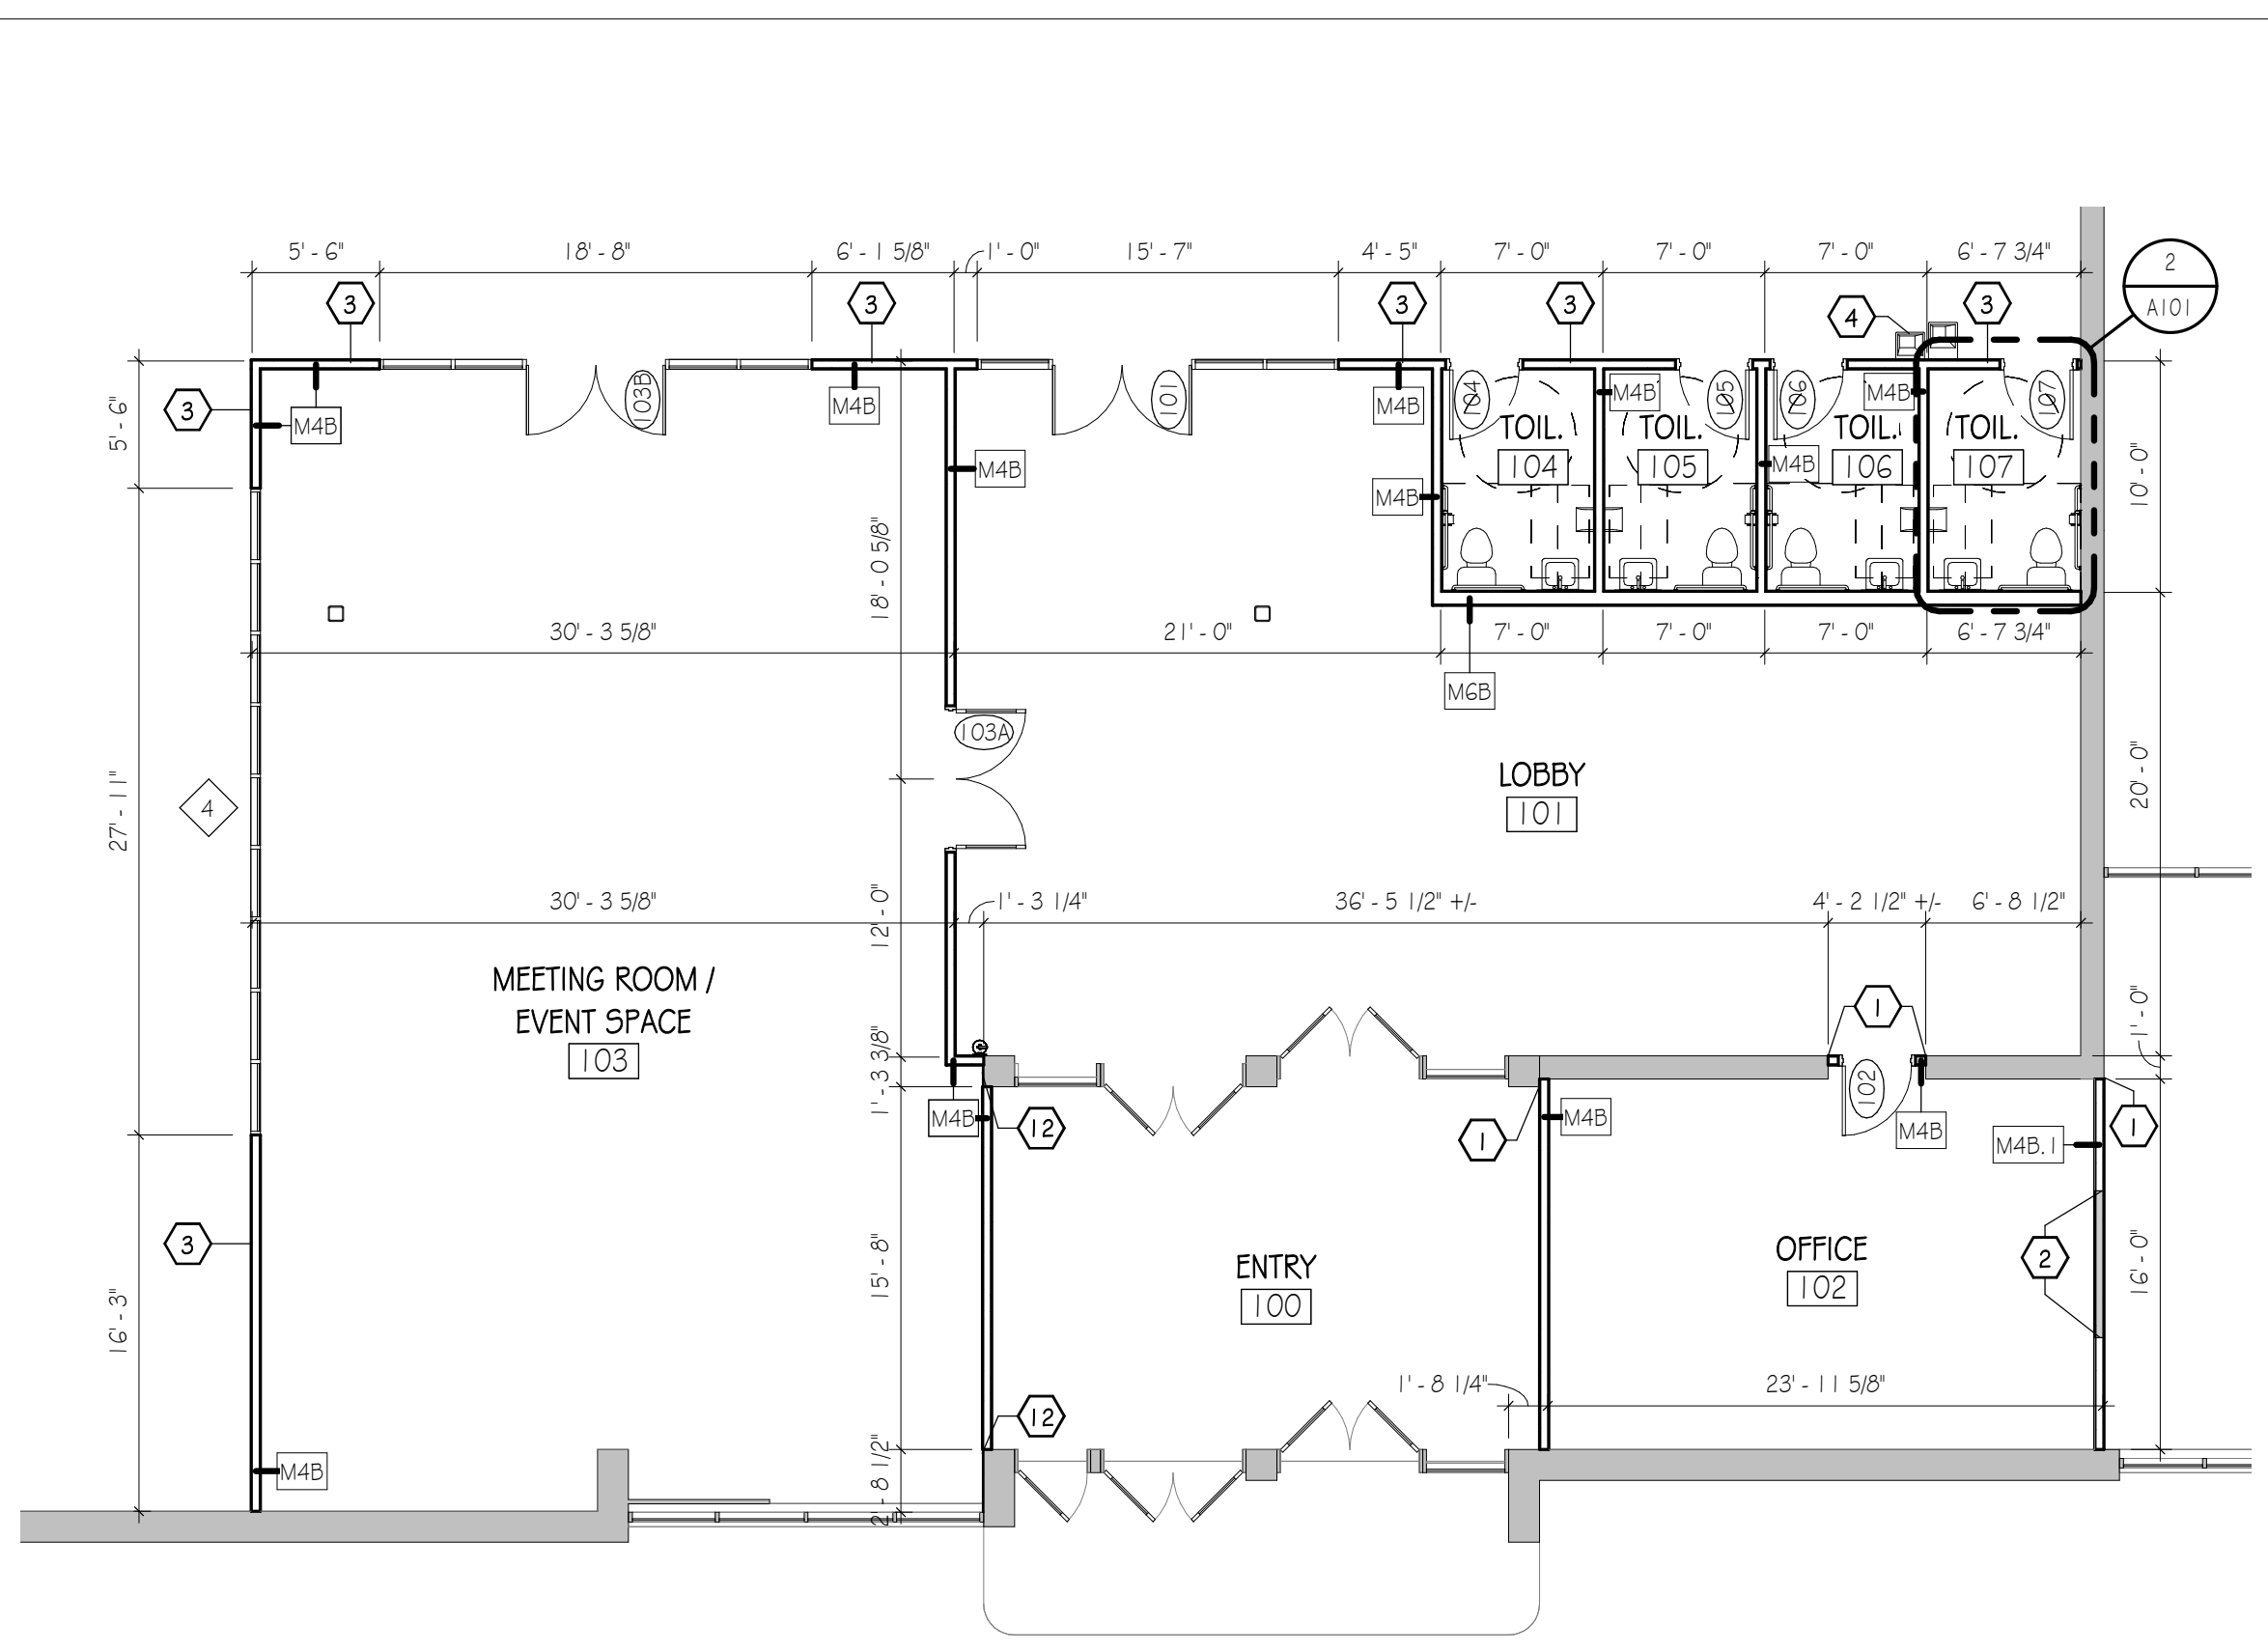 5' - 6" 18' - 8" 6' - 1 5/8" 1' - 0" 15' - 7" 4' - 5" 7' - 0" 7' - 0" 7' - 0" 6' - 7 3/4"
2
A101
3 3 3 3 4 3
3
5' - 6"
M4B
103B
M4B
101
M4B
104
M4B
105
106
M4B
107
TOIL. TOIL. TOIL. TOIL.
104 105 106 107
M4B
M4B
M4B
10' - 0"
18' - 0 5/8"
30' - 3 5/8" 21' - 0" 7' - 0" 7' - 0" 7' - 0" 6' - 7 3/4"
M6B
103A
27' - 11"
4
LOBBY
101
20' - 0"
30' - 3 5/8" 1' - 3 1/4" 36' - 5 1/2" +/- 4' - 2 1/2" +/- 6' - 8 1/2"
12' - 0"
MEETING ROOM /
EVENT SPACE
103
1
1' - 0"
1' - 3 3/8"
102
M4B
12
1
M4B
M4B
M4B.1
1
3
15' - 8"
ENTRY
100
OFFICE
102
2
16' - 0"
16' - 3"
1' - 8 1/4" 23' - 11 5/8"
12
M4B
2' - 8 1/2"